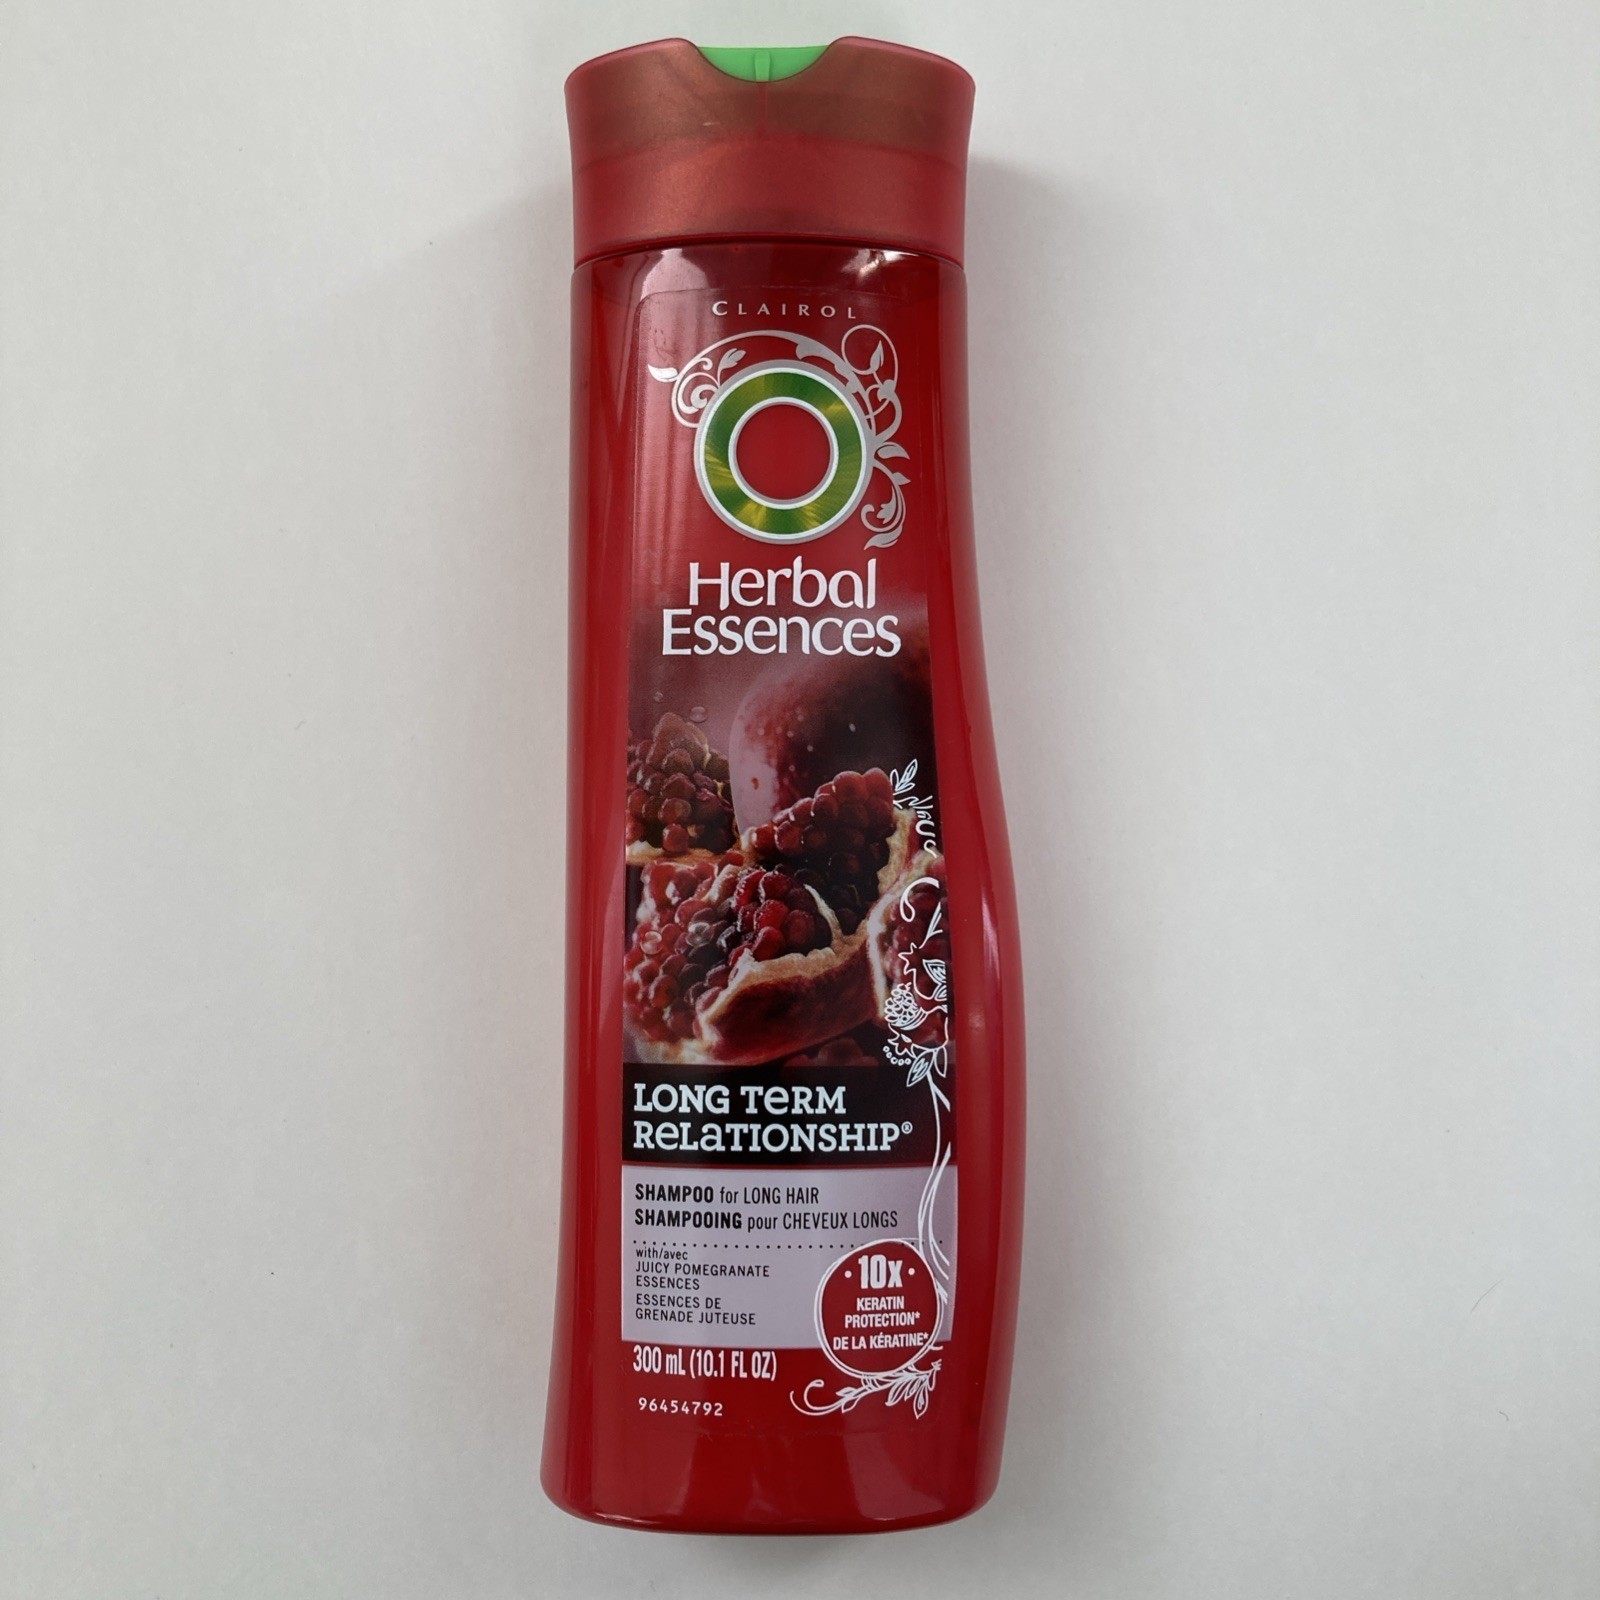 CLAIROL
Herbal
Essences
LONG TeRM
ReLaTIONSHIP®
SHAMPOO for LONG HAIR
SHAMPOOING pour CHEVEUX LONGS
with/avec
JUICY POMEGRANATE
ESSENCES
ESSENCES DE
GRENADE JUTEUSE
• 10x •
KERATIN
PROTECTION*
DE LA KÉRATINE*
300 mL (10.1 FL OZ)
96454792